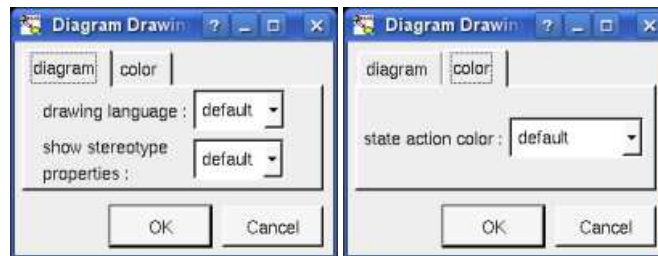 Diagram Drawin
diagram color
drawing language : default
show stereotype
properties : default
OK Cancel
Diagram Drawin
diagram color
state action color : default
OK Cancel